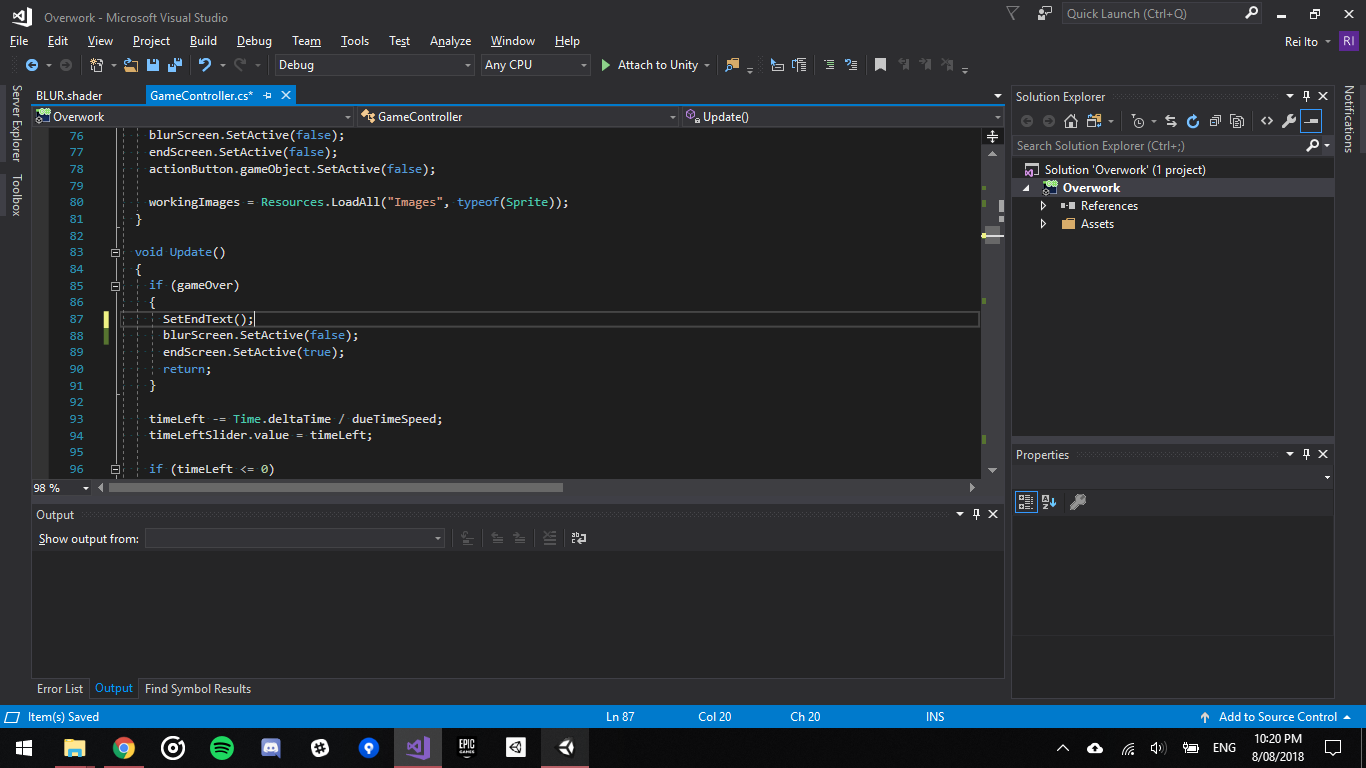 Overwork - Microsoft Visual Studio
Quick Launch (Ctrl+Q)
File Edit View Project Build Debug Team Tools Test Analyze Window Help
Rei Ito RI
Debug Any CPU Attach to Unity
Server Explorer
Toolbox
BLUR.shader GameController.cs*
Overwork GameController Update()
76 blurScreen.SetActive(false);
77 endScreen.SetActive(false);
78 actionButton.gameObject.SetActive(false);
79
80 workingImages = Resources.LoadAll("Images", typeof(Sprite));
81 }
82
83 void Update()
84 {
85 if (gameOver)
86 {
87 SetEndText();
88 blurScreen.SetActive(false);
89 endScreen.SetActive(true);
90 return;
91 }
92
93 timeLeft -= Time.deltaTime / dueTimeSpeed;
94 timeLeftSlider.value = timeLeft;
95
96 if (timeLeft <= 0)
98 %
Output
Show output from:
Error List Output Find Symbol Results
Solution Explorer
Search Solution Explorer (Ctrl+;)
Solution 'Overwork' (1 project)
Overwork
References
Assets
Properties
Notifications
Item(s) Saved Ln 87 Col 20 Ch 20 INS Add to Source Control
EPIC
GAMES
ENG
10:20 PM
8/08/2018